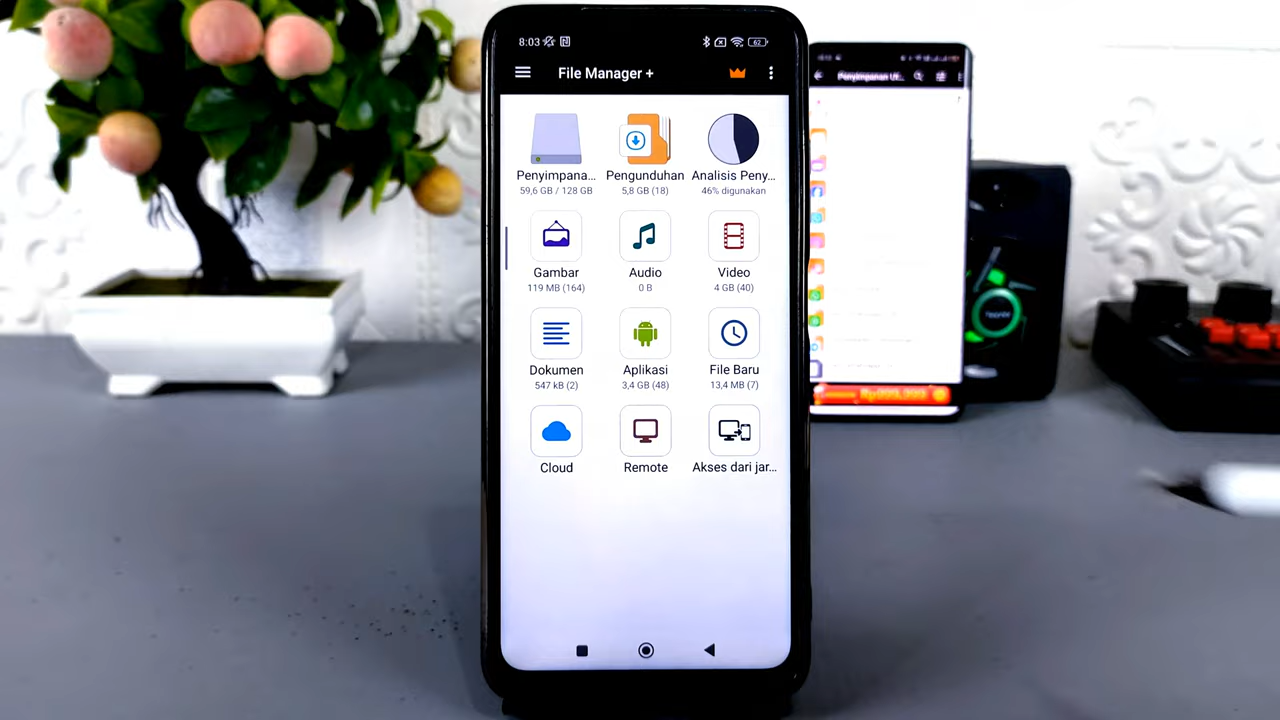 8:03
62
File Manager +
Penyimpana...
Pengunduhan
Analisis Peny...
59,6 GB / 128 GB
5,8 GB (18)
46% digunakan
Gambar
Audio
Video
119 MB (164)
0 B
4 GB (40)
Dokumen
Aplikasi
File Baru
547 kB (2)
3,4 GB (48)
13,4 MB (7)
Cloud
Remote
Akses dari jar...
Penyimpanan